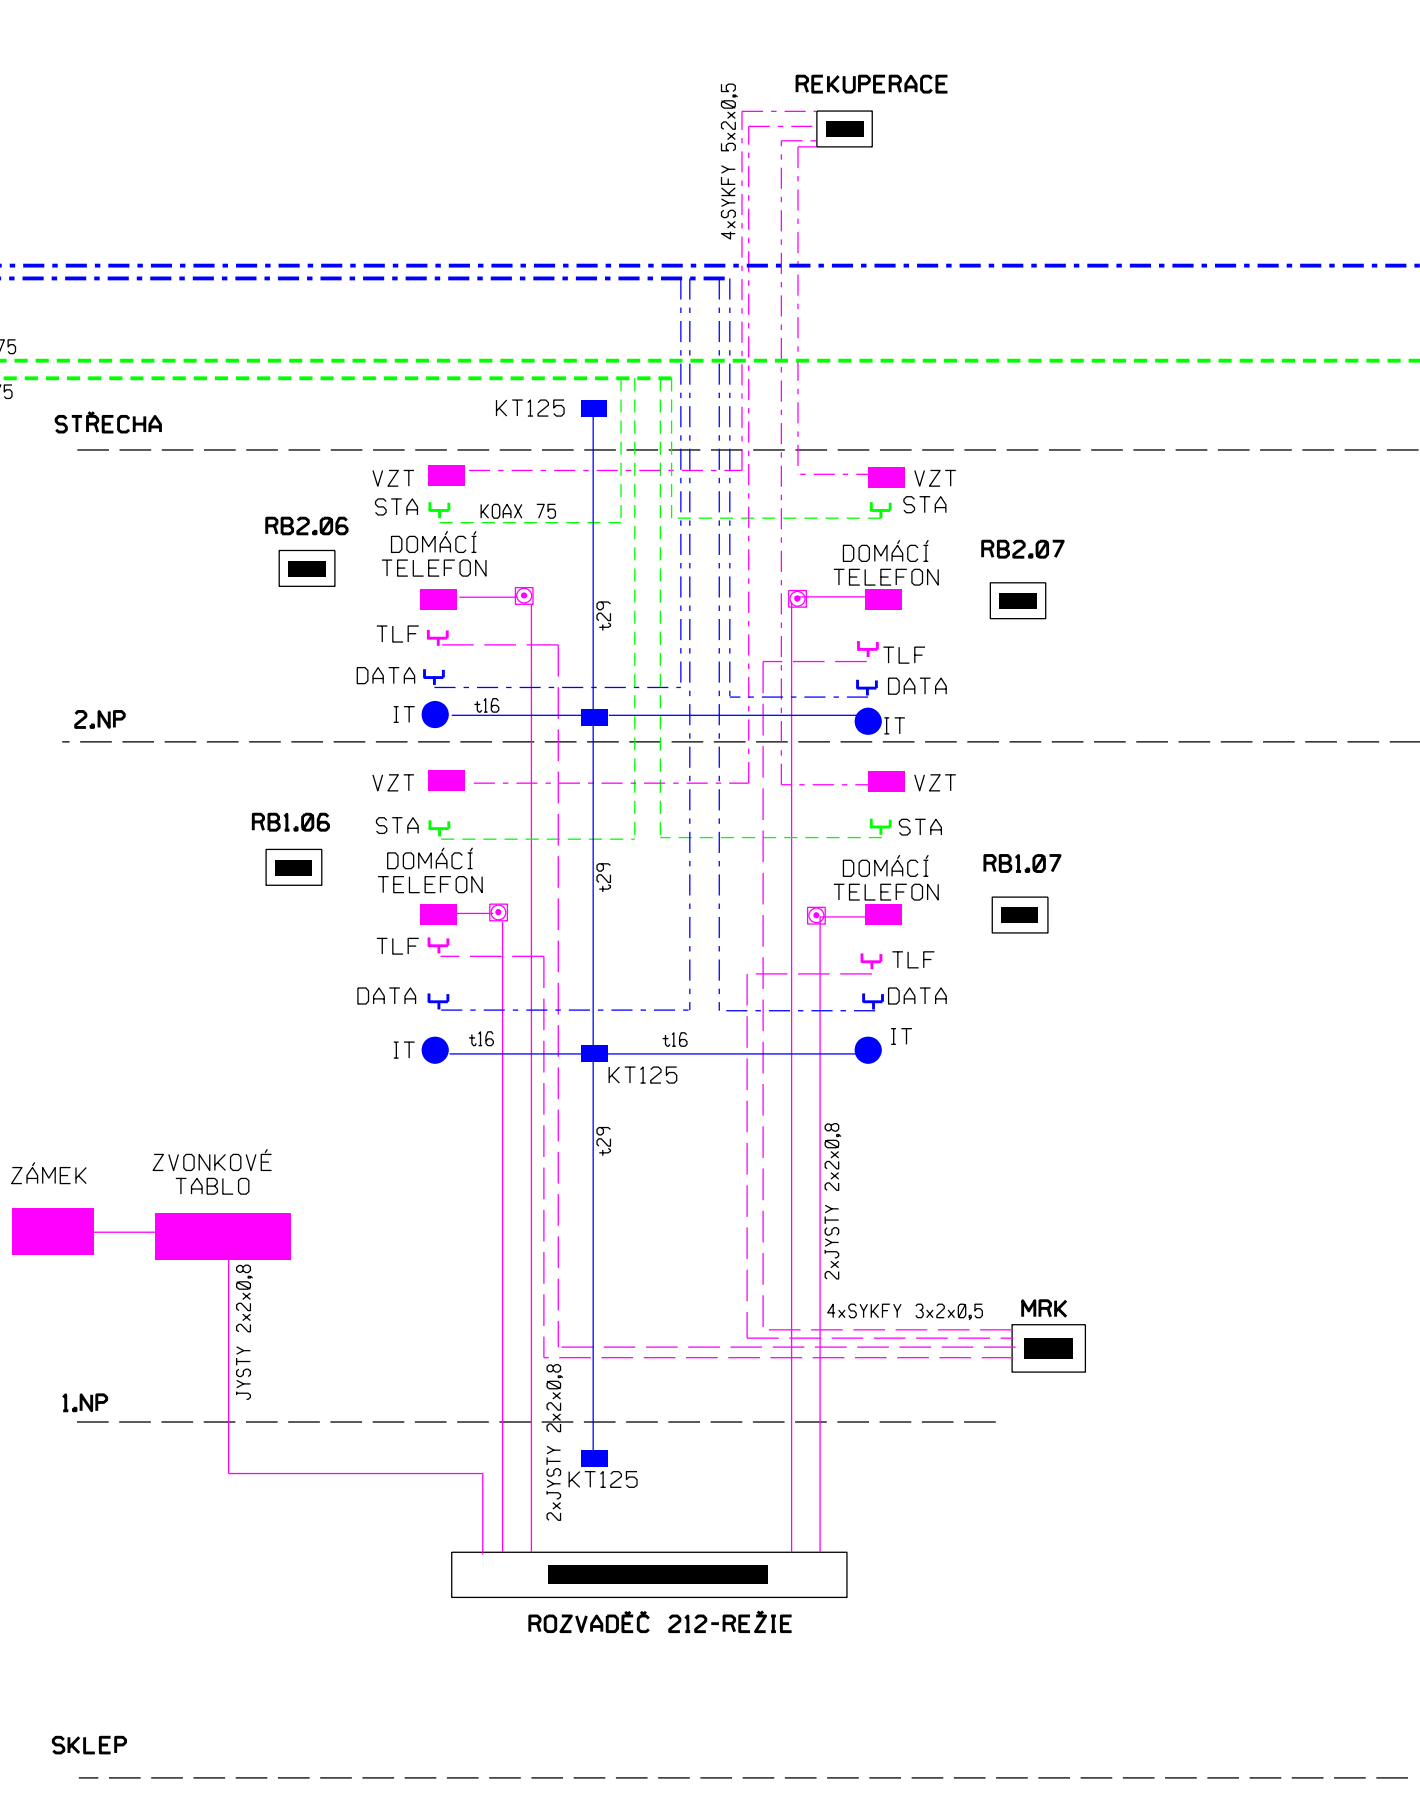 REKUPERACE
4xSYKFY 5x2x0,5
75
75
KT125
STŘECHA
VZT
VZT
STA
KOAX 75
STA
RB2.06
DOMÁCÍ
TELEFON
DOMÁCÍ
TELEFON
RB2.07
t29
TLF
TLF
DATA
DATA
IT
t16
IT
2.NP
VZT
VZT
STA
STA
RB1.06
DOMÁCÍ
TELEFON
t29
DOMÁCÍ
TELEFON
RB1.07
TLF
TLF
DATA
DATA
IT
t16
t16
IT
KT125
t29
2xJYSTY 2x2x0,8
ZÁMEK
ZVONKOVÉ
TABLO
JYSTY 2x2x0,8
4xSYKFY 3x2x0,5
MRK
1.NP
2xJYSTY 2x2x0,8
KT125
ROZVADĚČ 212-REŽIE
SKLEP